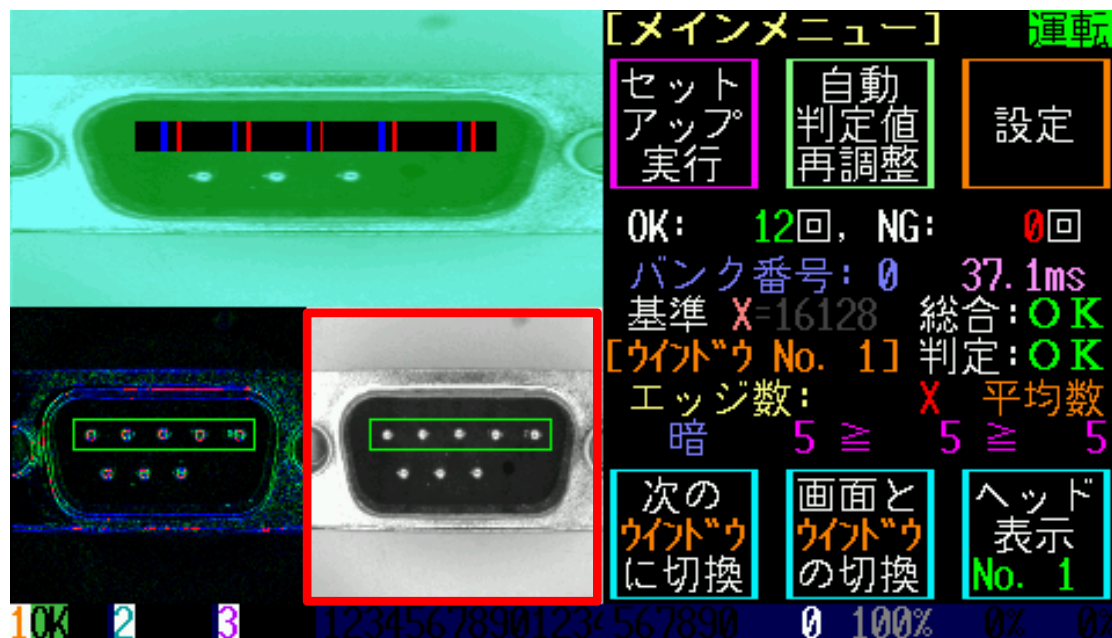 [メインメニュー] 運転
セット
アップ
実行
自動
判定値
再調整
設定
OK: 12回, NG: 0回
バンク番号: 0 37.1ms
基準 X=16128 総合:OK
[ウインドウ No. 1] 判定:OK
エッジ数: X 平均数
暗 5 ≧ 5 ≧ 5
次の
ウインドウ
に切換
画面と
ウインドウ
の切換
ヘッド
表示
No. 1
1OK 2 3 12345678901234567890 0 100% 0% 0%